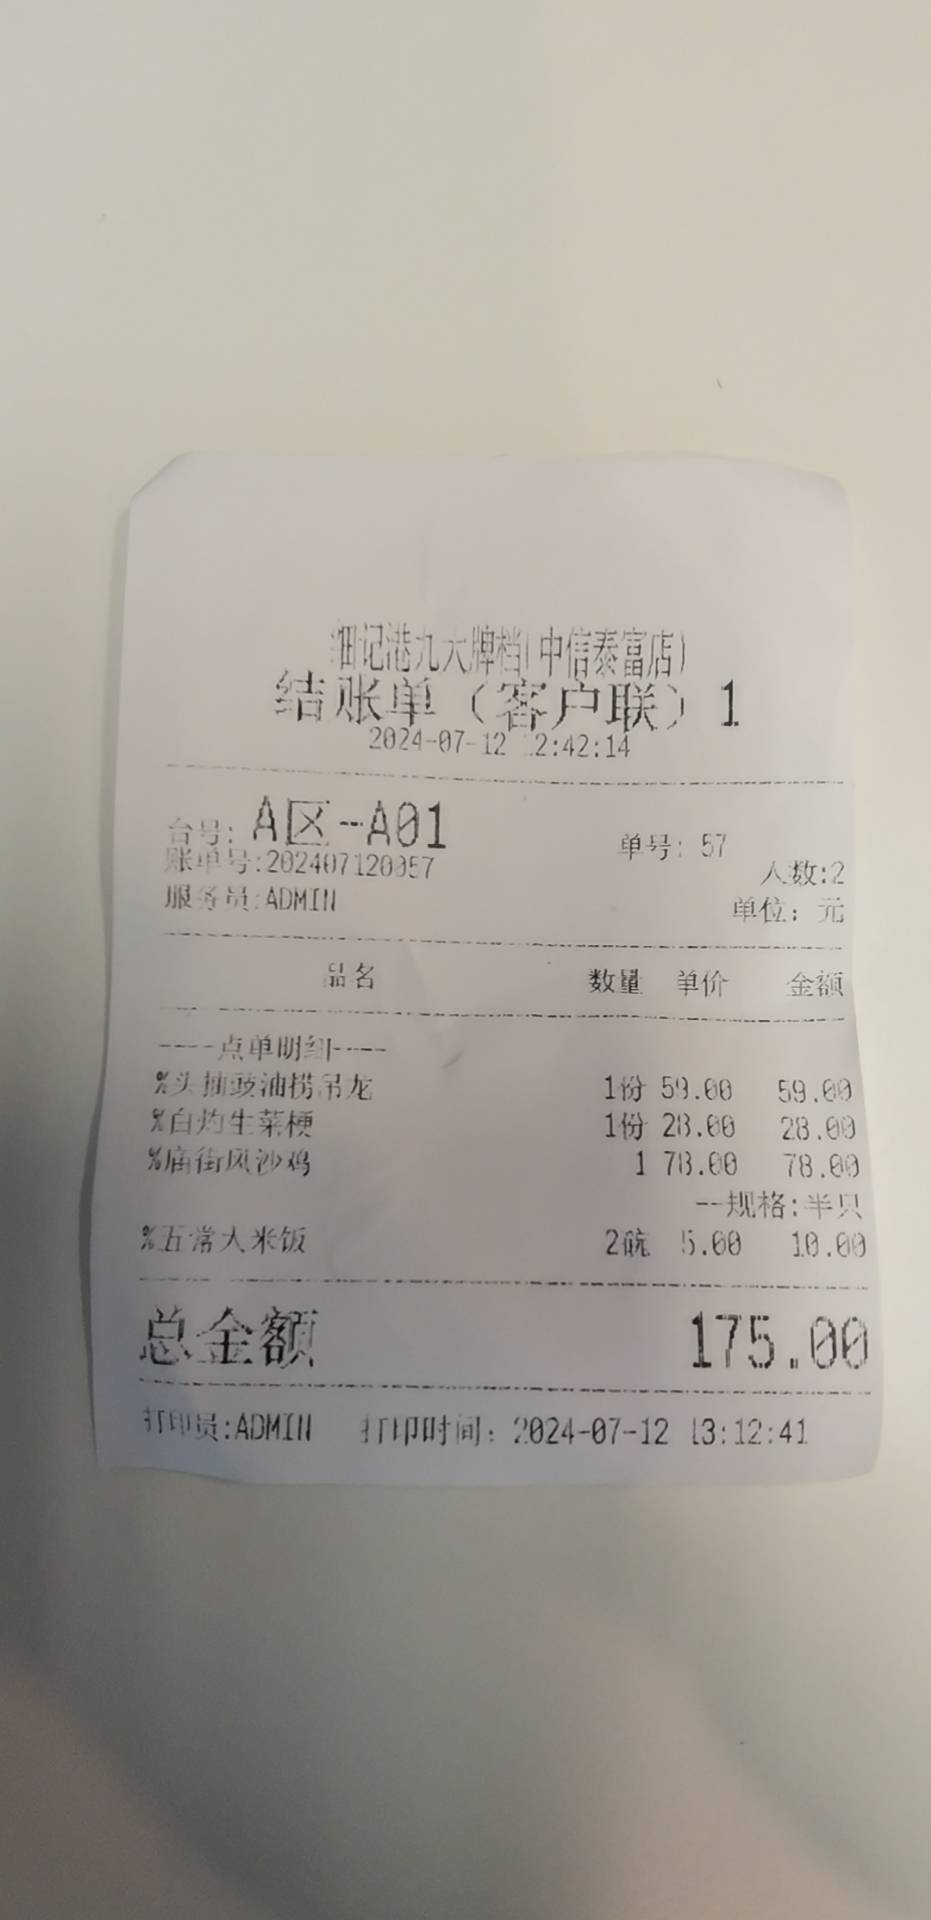 细记港九大牌档(中信泰富店)
结账单（客户联）1
2024-07-12 12:42:14
台号: A区-A01 单号: 57
账单号:202407120057 人数:2
服务员:ADMIN 单位: 元
品名 数量 单价 金额
----点单明细----
%头抽豉油捞吊龙 1份 59.00 59.00
%白灼生菜梗 1份 28.00 28.00
%庙街风沙鸡 1 78.00 78.00
--规格:半只
%五常大米饭 2碗 5.00 10.00
总金额 175.00
打印员:ADMIN 打印时间: 2024-07-12 13:12:41